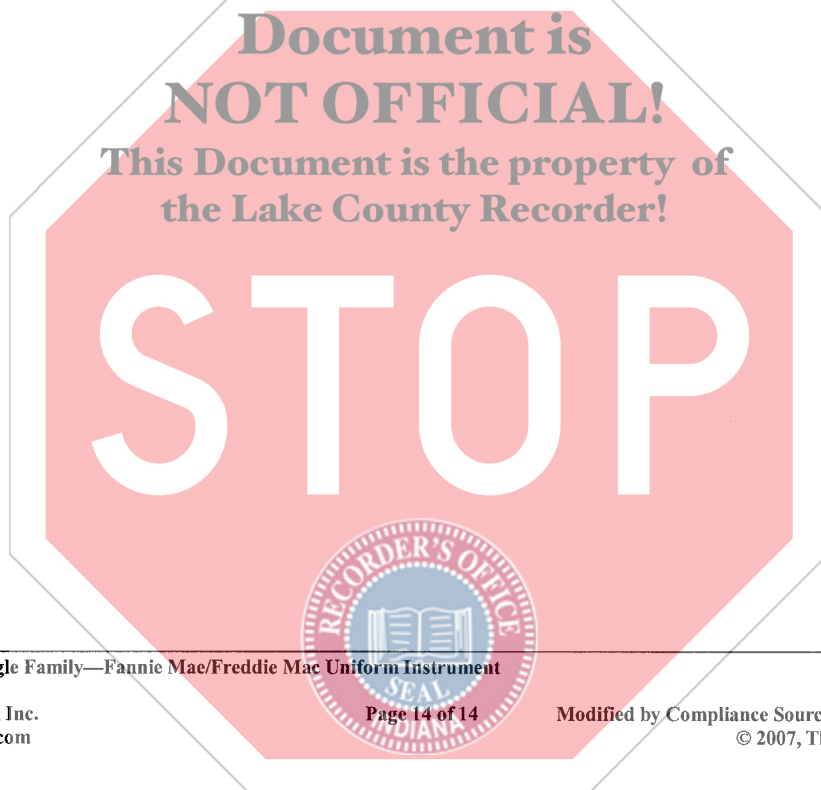 Document is
NOT OFFICIAL!
This Document is the property of
the Lake County Recorder!
STOP
RECORDER'S OFFICE
gle Family—Fannie Mae/Freddie Mac Uniform Instrument
SEAL
Inc. Page 14 of 14 Modified by Compliance Sourc
INDIANA
com © 2007, Th